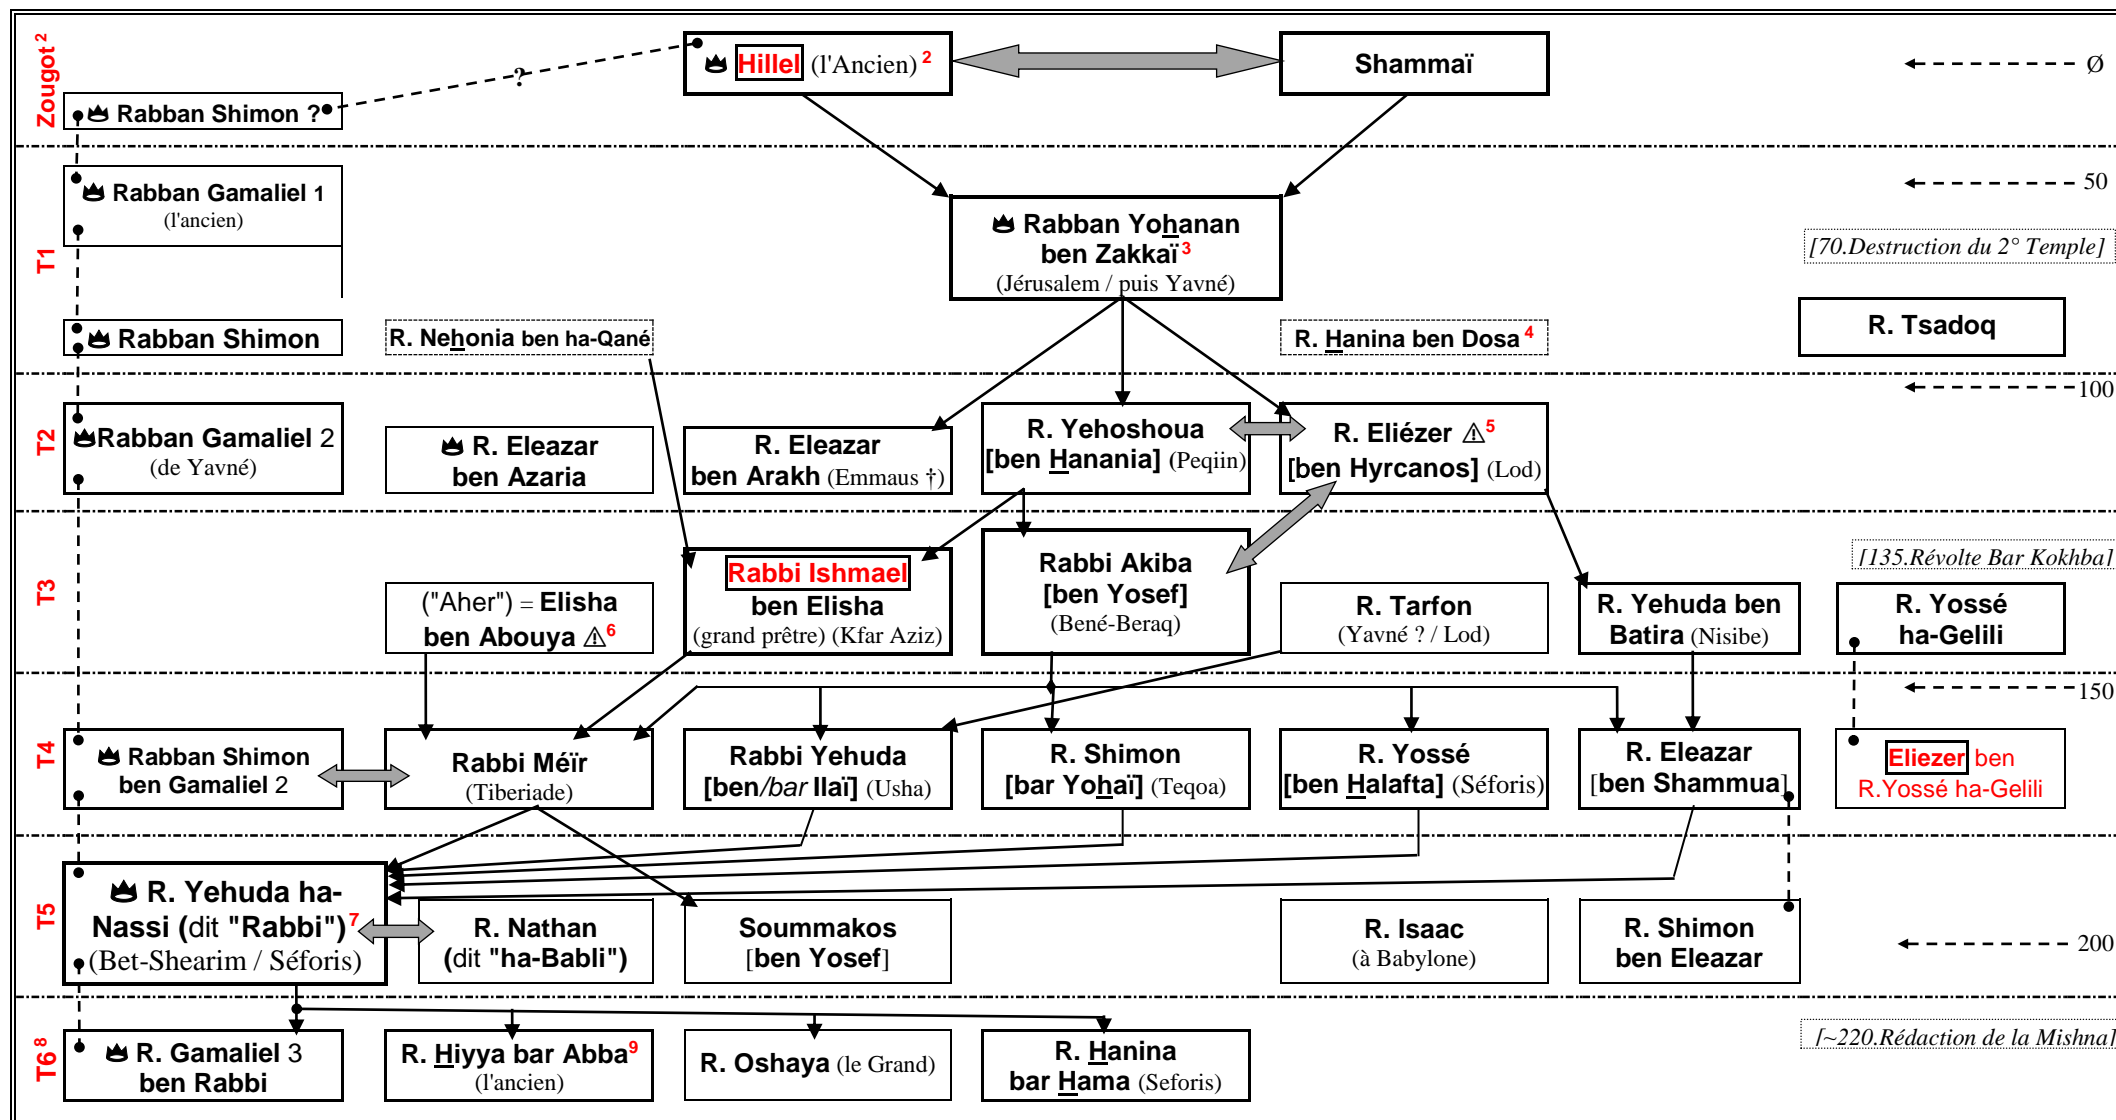 Zougot 2
Hillel (l'Ancien) 2
Shammaï
Ø
?
Rabban Shimon ?
T1
Rabban Gamaliel 1
(l'ancien)
50
Rabban Yohanan
ben Zakkaï 3
(Jérusalem / puis Yavné)
[70.Destruction du 2° Temple]
Rabban Shimon
R. Nehonia ben ha-Qané
R. Hanina ben Dosa 4
R. Tsadoq
T2
100
Rabban Gamaliel 2
(de Yavné)
R. Eleazar
ben Azaria
R. Eleazar
ben Arakh (Emmaus †)
R. Yehoshoua
[ben Hanania] (Peqiin)
R. Eliézer ⚠ 5
[ben Hyrcanos] (Lod)
T3
[135.Révolte Bar Kokhba]
("Aher") = Elisha
ben Abouya ⚠ 6
Rabbi Ishmael
ben Elisha
(grand prêtre) (Kfar Aziz)
Rabbi Akiba
[ben Yosef]
(Bené-Beraq)
R. Tarfon
(Yavné ? / Lod)
R. Yehuda ben
Batira (Nisibe)
R. Yossé
ha-Gelili
T4
150
Rabban Shimon
ben Gamaliel 2
Rabbi Méïr
(Tiberiade)
Rabbi Yehuda
[ben/bar Ilaï] (Usha)
R. Shimon
[bar Yohaï] (Teqoa)
R. Yossé
[ben Halafta] (Séforis)
R. Eleazar
[ben Shammua]
Eliezer ben
R.Yossé ha-Gelili
T5
R. Yehuda ha-
Nassi (dit "Rabbi") 7
(Bet-Shearim / Séforis)
R. Nathan
(dit "ha-Babli")
Soummakos
[ben Yosef]
R. Isaac
(à Babylone)
R. Shimon
ben Eleazar
200
T6 8
R. Gamaliel 3
ben Rabbi
R. Hiyya bar Abba 9
(l'ancien)
R. Oshaya (le Grand)
R. Hanina
bar Hama (Seforis)
[~220.Rédaction de la Mishna]